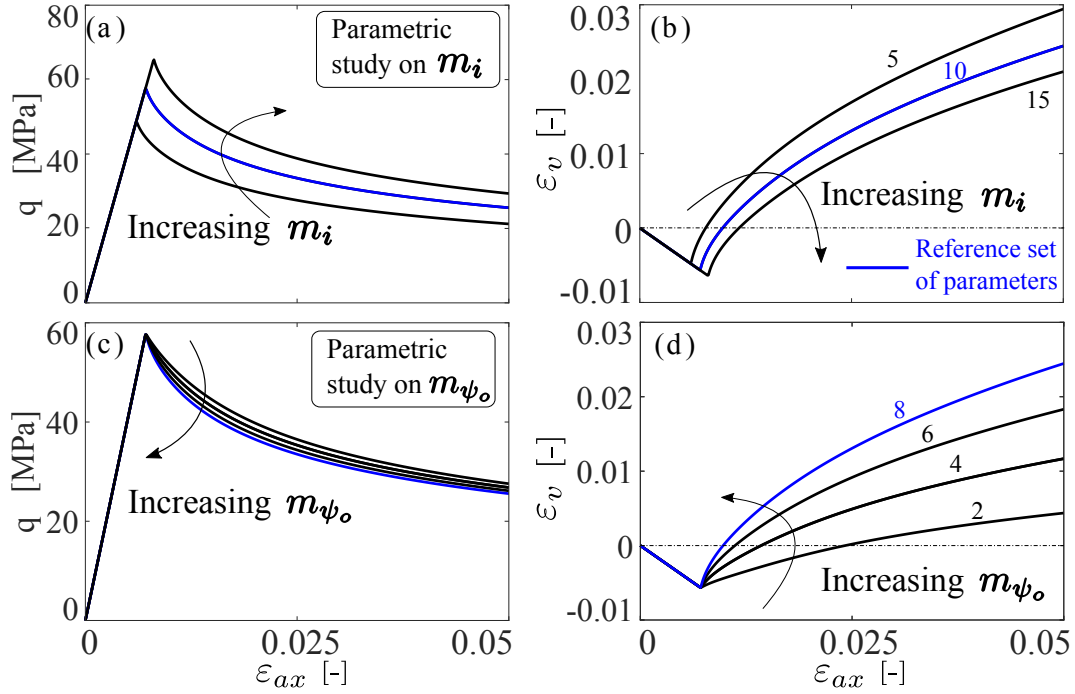 (a)
Parametric
study on m_i
80
60
40
20
0
q [MPa]
Increasing m_i
(b)
0.03
0.02
0.01
0
-0.01
ε_v [-]
5
10
15
Increasing m_i
Reference set
of parameters
(c)
Parametric
study on m_ψo
60
40
20
0
q [MPa]
Increasing m_ψo
0
0.025
0.05
ε_ax [-]
(d)
0.03
0.02
0.01
0
-0.01
ε_v [-]
8
6
4
2
Increasing m_ψo
0
0.025
0.05
ε_ax [-]